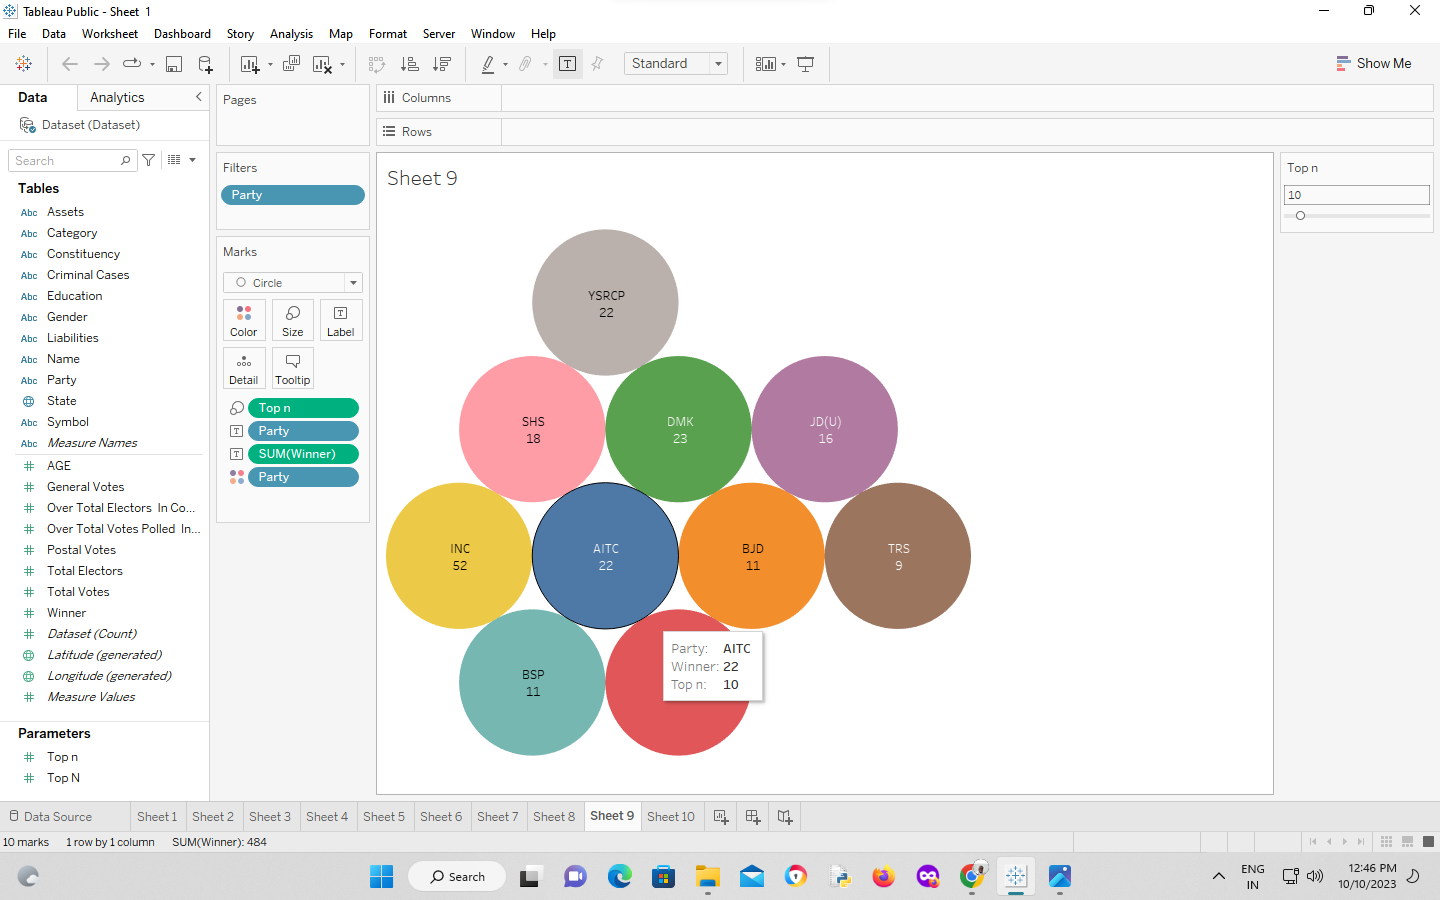 Tableau Public - Sheet 1
File Data Worksheet Dashboard Story Analysis Map Format Server Window Help
Standard
Show Me
Data Analytics
Dataset (Dataset)
Search
Tables
Abc Assets
Abc Category
Abc Constituency
Abc Criminal Cases
Abc Education
Abc Gender
Abc Liabilities
Abc Name
Abc Party
State
Abc Symbol
Abc Measure Names
AGE
General Votes
Over Total Electors In Co...
Over Total Votes Polled In...
Postal Votes
Total Electors
Total Votes
Winner
Dataset (Count)
Latitude (generated)
Longitude (generated)
Measure Values
Parameters
Top n
Top N
Pages
Filters
Party
Marks
Circle
Color Size Label
Detail Tooltip
Top n
Party
SUM(Winner)
Party
Columns
Rows
Sheet 9
YSRCP
22
SHS
18
DMK
23
JD(U)
16
INC
52
AITC
22
BJD
11
TRS
9
BSP
11
Party: AITC
Winner: 22
Top n: 10
Top n
10
Data Source Sheet 1 Sheet 2 Sheet 3 Sheet 4 Sheet 5 Sheet 6 Sheet 7 Sheet 8 Sheet 9 Sheet 10
10 marks 1 row by 1 column SUM(Winner): 484
Search
ENG
IN
12:46 PM
10/10/2023